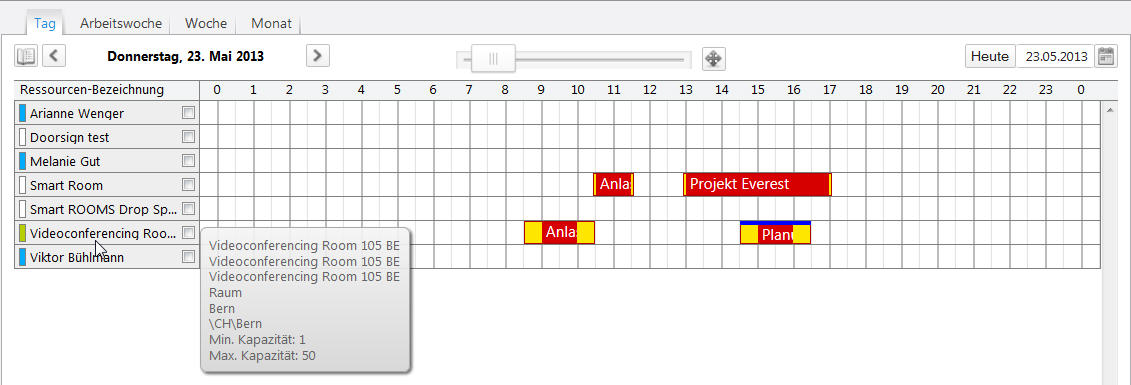 Tag Arbeitswoche Woche Monat
Donnerstag, 23. Mai 2013 Heute 23.05.2013
Ressourcen-Bezeichnung 0 1 2 3 4 5 6 7 8 9 10 11 12 13 14 15 16 17 18 19 20 21 22 23 0
Arianne Wenger
Doorsign test
Melanie Gut
Smart Room Anla Projekt Everest
Smart ROOMS Drop Sp...
Videoconferencing Roo... Anla Planu
Viktor Bühlmann
Videoconferencing Room 105 BE
Videoconferencing Room 105 BE
Videoconferencing Room 105 BE
Raum
Bern
\CH\Bern
Min. Kapazität: 1
Max. Kapazität: 50